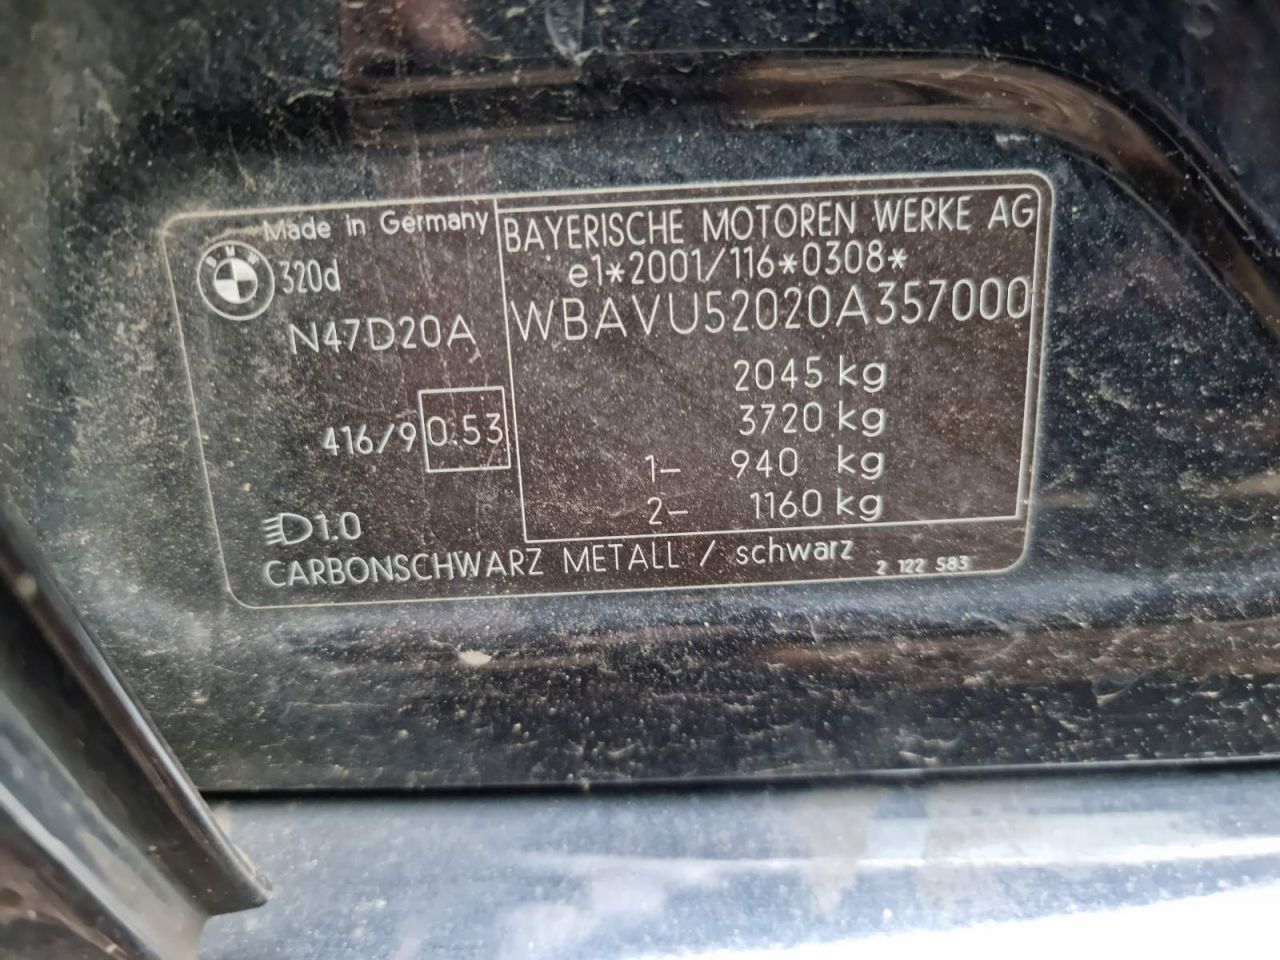 Made in Germany
BMW
320d
N47D20A
416/9 0.53
D1.0
BAYERISCHE MOTOREN WERKE AG
e1*2001/116*0308*
WBAVU52020A357000
2045 kg
3720 kg
1- 940 kg
2- 1160 kg
CARBONSCHWARZ METALL / schwarz
2 122 583